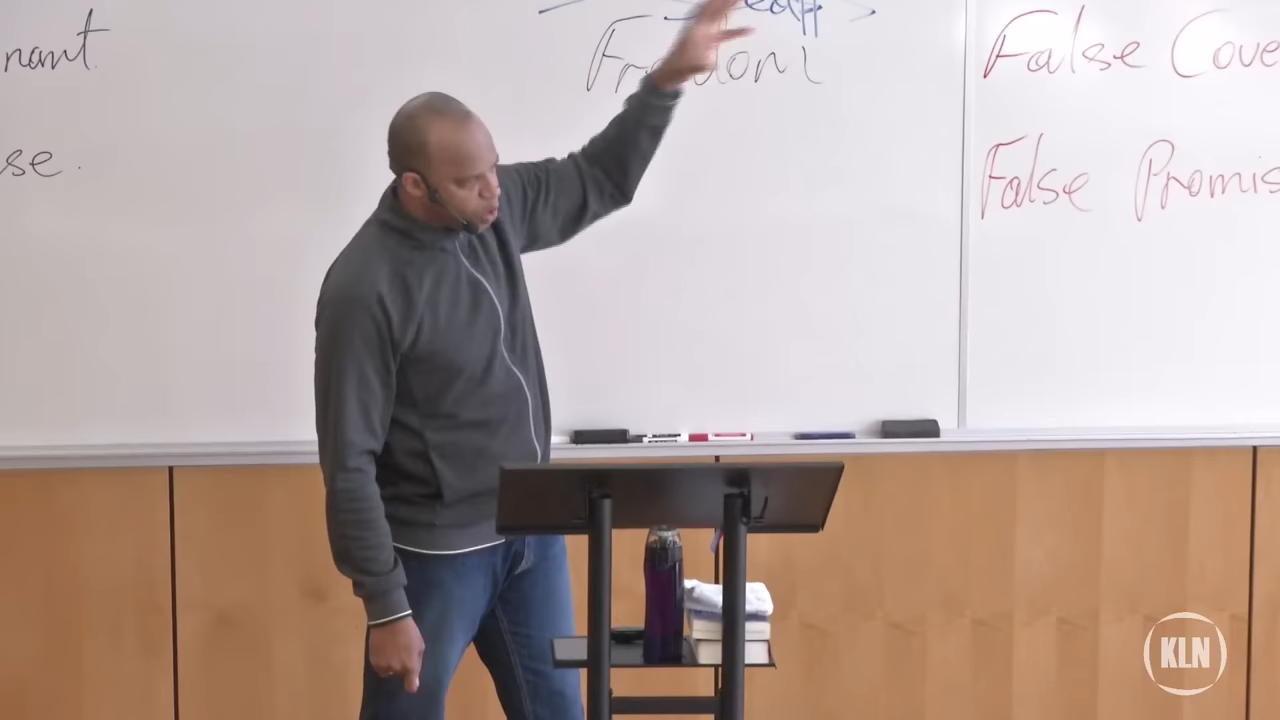 nant.
se.
Freedom
False Cove
False Promis
KLN